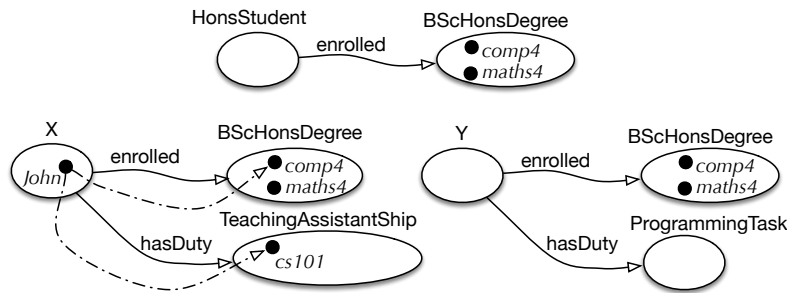 HonsStudent
enrolled
BScHonsDegree
comp4
maths4
X
John
enrolled
BScHonsDegree
comp4
maths4
hasDuty
TeachingAssistantShip
cs101
Y
enrolled
BScHonsDegree
comp4
maths4
hasDuty
ProgrammingTask